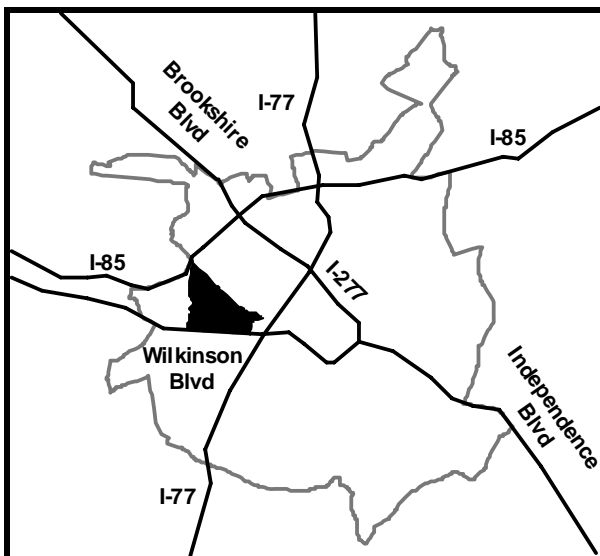 Brookshire
Blvd
I-77
I-85
I-85
I-277
Wilkinson
Blvd
Independence
Blvd
I-77